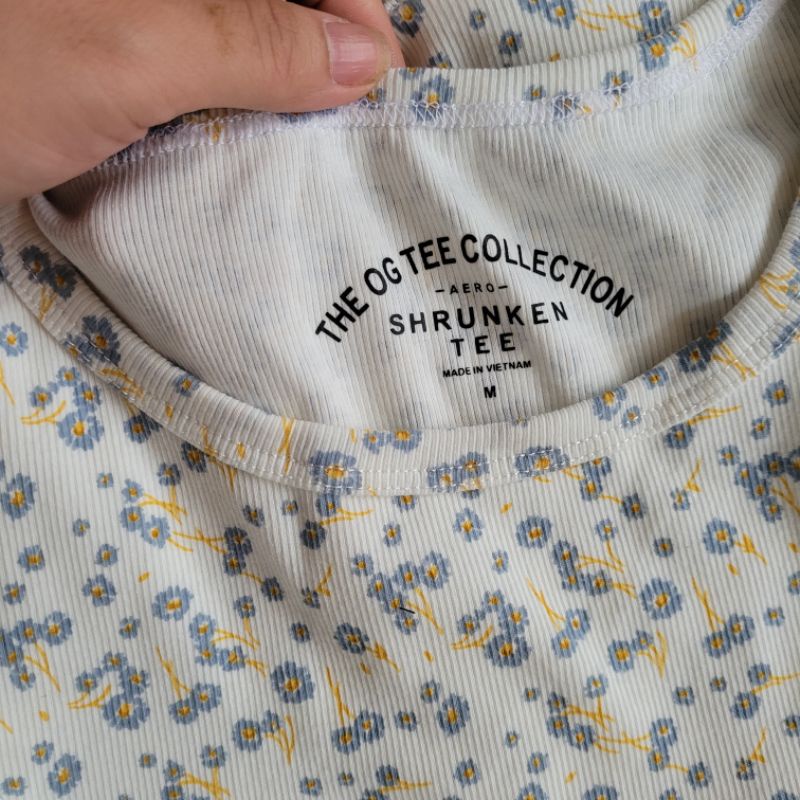 THE OG TEE COLLECTION
-AERO-
SHRUNKEN
TEE
MADE IN VIETNAM
M